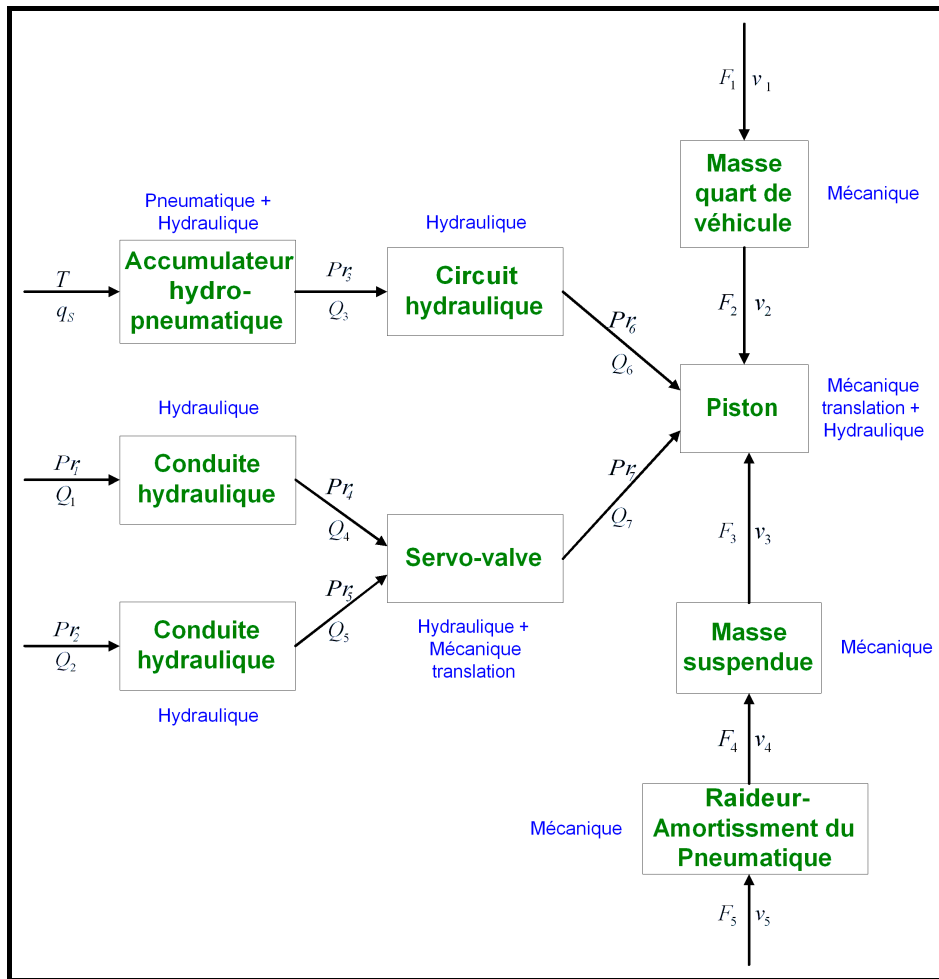 F1 v1
Masse
quart de
véhicule
Mécanique
F2 v2
Pneumatique +
Hydraulique
T
qS
Accumulateur
hydro-
pneumatique
Pr3
Q3
Hydraulique
Circuit
hydraulique
Pr6
Q6
Piston
Mécanique
translation +
Hydraulique
Hydraulique
Pr1
Q1
Conduite
hydraulique
Pr4
Q4
Pr2
Q2
Conduite
hydraulique
Hydraulique
Pr5
Q5
Servo-valve
Hydraulique +
Mécanique
translation
Pr7
Q7
F3 v3
Masse
suspendue
Mécanique
F4 v4
Mécanique
Raideur-
Amortissment du
Pneumatique
F5 v5